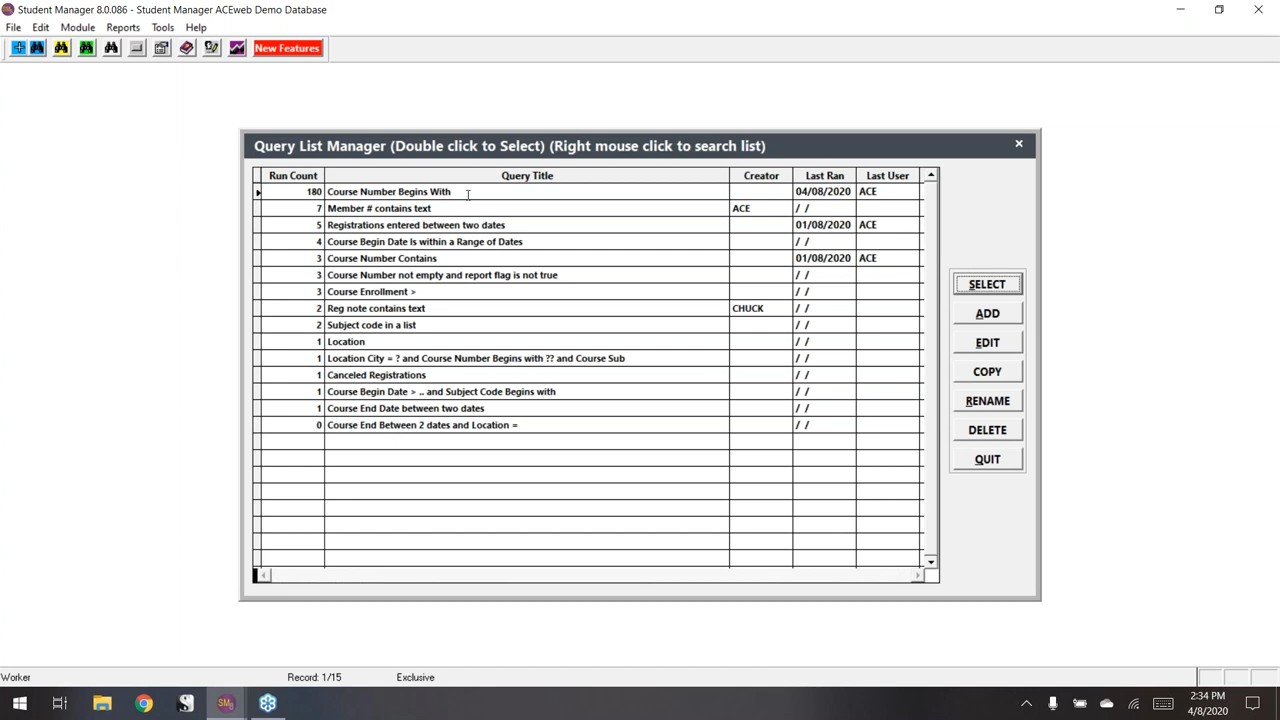 Student Manager 8.0.086 - Student Manager ACEweb Demo Database
File Edit Module Reports Tools Help
New Features
Query List Manager (Double click to Select) (Right mouse click to search list)
Run Count Query Title Creator Last Ran Last User
180 Course Number Begins With 04/08/2020 ACE
7 Member # contains text ACE / /
5 Registrations entered between two dates 01/08/2020 ACE
4 Course Begin Date Is within a Range of Dates / /
3 Course Number Contains 01/08/2020 ACE
3 Course Number not empty and report flag is not true / /
3 Course Enrollment > / /
2 Reg note contains text CHUCK / /
2 Subject code in a list / /
1 Location / /
1 Location City = ? and Course Number Begins with ?? and Course Sub / /
1 Canceled Registrations / /
1 Course Begin Date > .. and Subject Code Begins with / /
1 Course End Date between two dates / /
0 Course End Between 2 dates and Location = / /
SELECT
ADD
EDIT
COPY
RENAME
DELETE
QUIT
Worker Record: 1/15 Exclusive
SM8
2:34 PM
4/8/2020